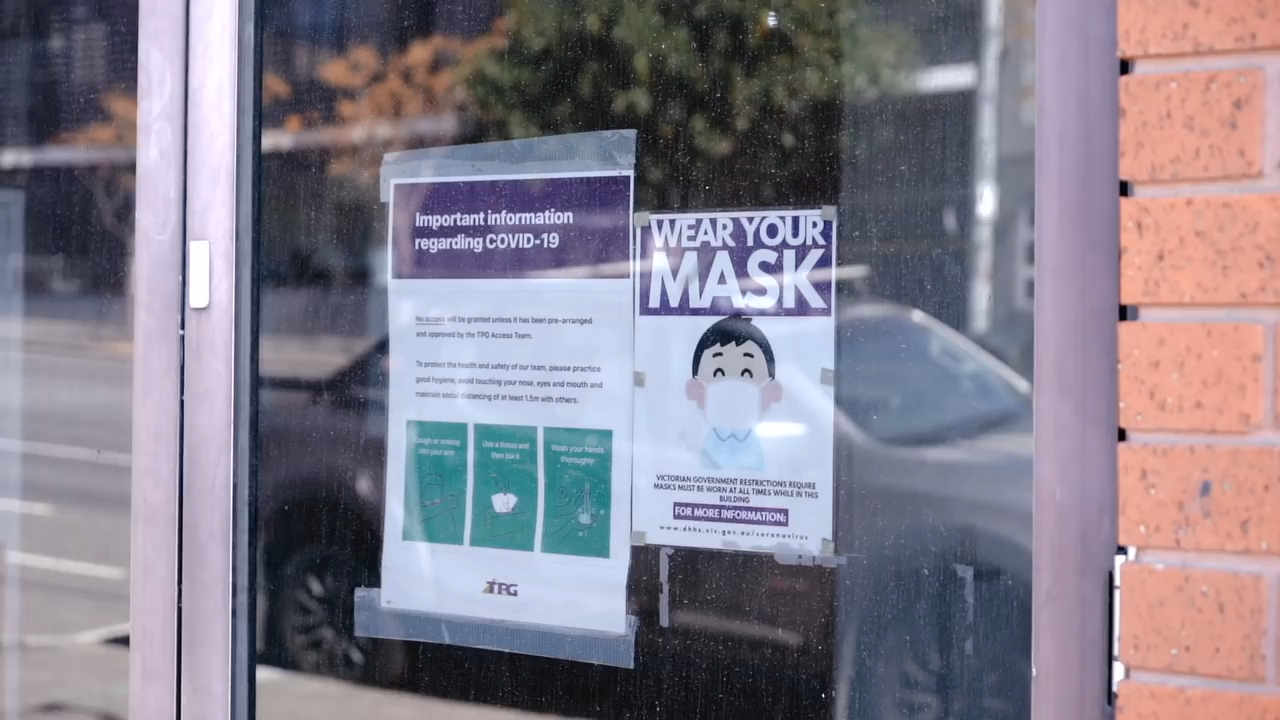 Important information
regarding COVID-19
No access will be granted unless it has been pre-arranged
and approved by the TPG Access Team.
To protect the health and safety of our team, please practice
good hygiene, avoid touching your nose, eyes and mouth and
maintain social distancing of at least 1.5m with others.
Cough or sneeze
into your arm
Use a tissue and
then bin it
Wash your hands
thoroughly
TPG
WEAR YOUR
MASK
VICTORIAN GOVERNMENT RESTRICTIONS REQUIRE
MASKS MUST BE WORN AT ALL TIMES WHILE IN THIS
BUILDING
FOR MORE INFORMATION:
www.dhhs.vic.gov.au/coronavirus